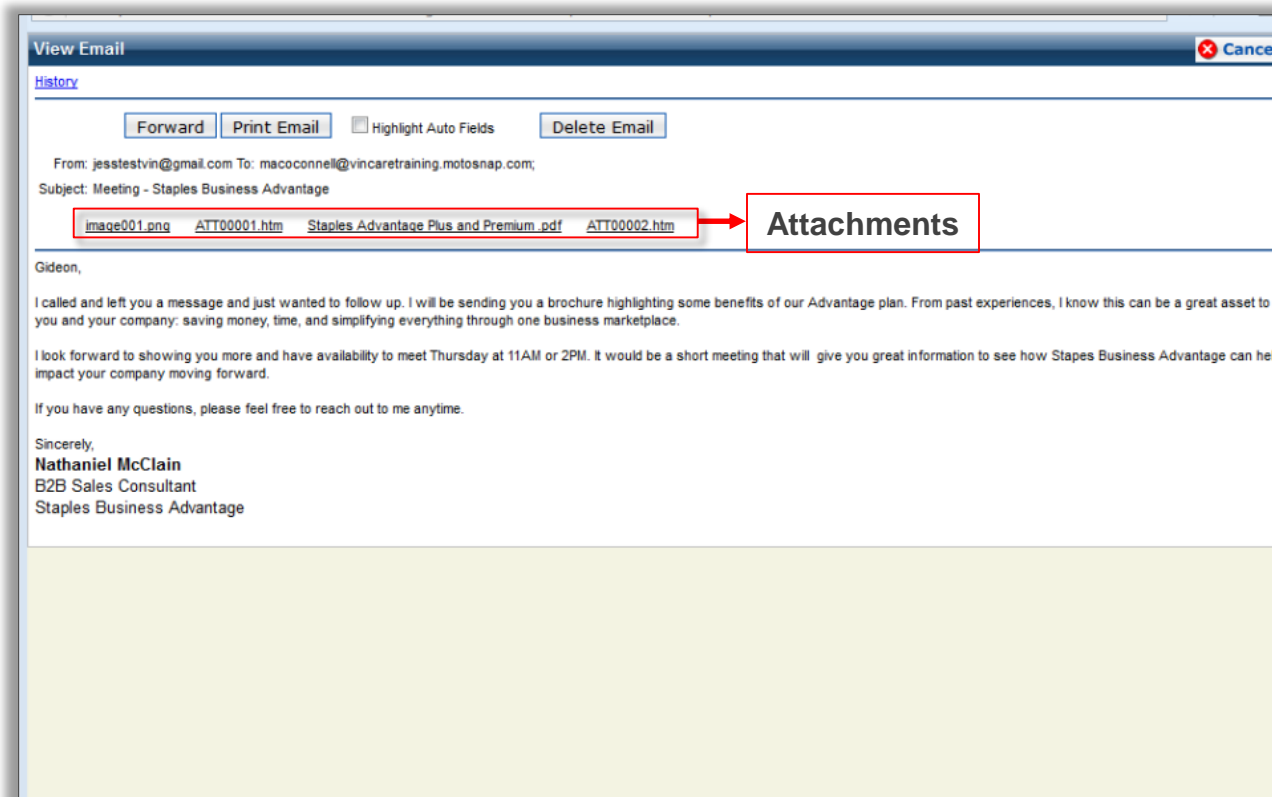 View Email
Cance
History
Forward Print Email Highlight Auto Fields Delete Email
From: jesstestvin@gmail.com To: macoconnell@vincaretraining.motosnap.com;
Subject: Meeting - Staples Business Advantage
image001.png ATT00001.htm Staples Advantage Plus and Premium .pdf ATT00002.htm
Attachments
Gideon,
I called and left you a message and just wanted to follow up. I will be sending you a brochure highlighting some benefits of our Advantage plan. From past experiences, I know this can be a great asset to
you and your company: saving money, time, and simplifying everything through one business marketplace.
I look forward to showing you more and have availability to meet Thursday at 11AM or 2PM. It would be a short meeting that will give you great information to see how Stapes Business Advantage can hel
impact your company moving forward.
If you have any questions, please feel free to reach out to me anytime.
Sincerely,
Nathaniel McClain
B2B Sales Consultant
Staples Business Advantage